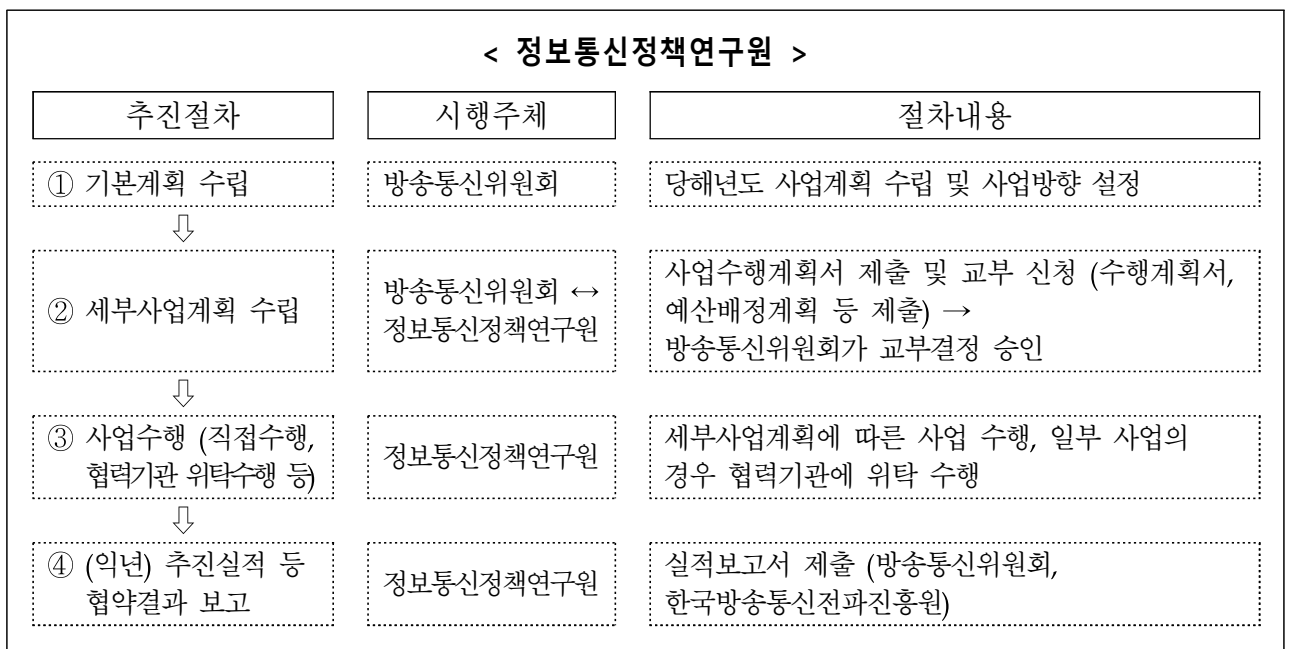 < 정보통신정책연구원 >
추진절차 시행주체 절차내용
① 기본계획 수립 방송통신위원회 당해년도 사업계획 수립 및 사업방향 설정
⇩
② 세부사업계획 수립
방송통신위원회 ↔
정보통신정책연구원
사업수행계획서 제출 및 교부 신청 (수행계획서,
예산배정계획 등 제출) →
방송통신위원회가 교부결정 승인
⇩
③ 사업수행 (직접수행,
협력기관 위탁수행 등)
정보통신정책연구원
세부사업계획에 따른 사업 수행, 일부 사업의
경우 협력기관에 위탁 수행
⇩
④ (익년) 추진실적 등
협약결과 보고
정보통신정책연구원
실적보고서 제출 (방송통신위원회,
한국방송통신전파진흥원)